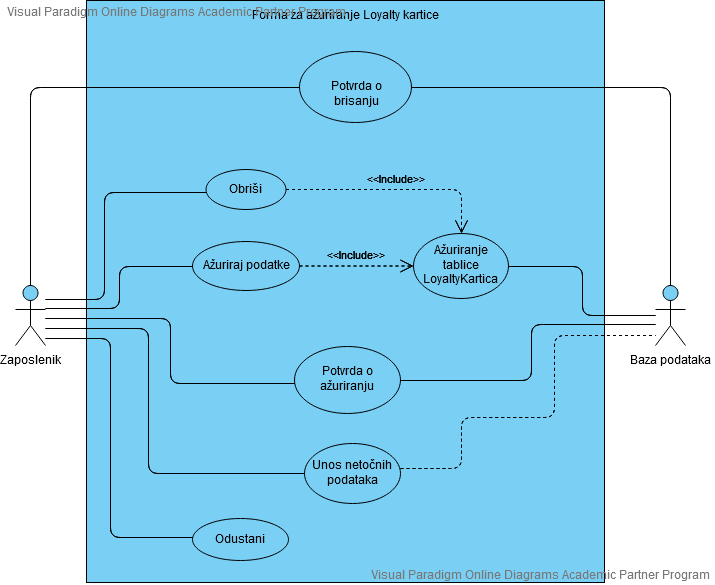 Visual Paradigm Online Diagrams Academic Partner Program
Forma za ažuriranje Loyalty kartice
Potvrda o
brisanju
<<Include>>
Obriši
<<Include>>
Ažuriraj podatke
Ažuriranje
tablice
LoyaltyKartica
Zaposlenik
Baza podataka
Potvrda o
ažuriranju
Unos netočnih
podataka
Odustani
Visual Paradigm Online Diagrams Academic Partner Program